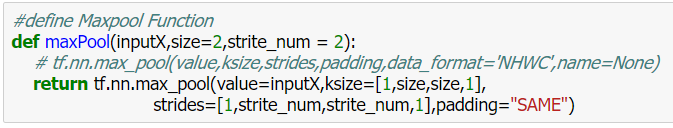 #define Maxpool Function
def maxPool(inputX,size=2,strite_num = 2):
# tf.nn.max_pool(value,ksize,strides,padding,data_format='NHWC',name=None)
return tf.nn.max_pool(value=inputX,ksize=[1,size,size,1],
strides=[1,strite_num,strite_num,1],padding="SAME")